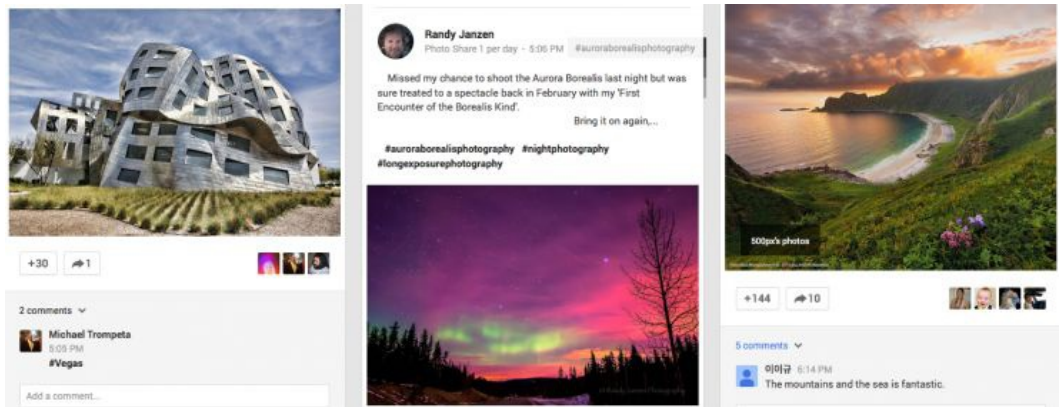 +30
1
2 comments
Michael Trompeta
5:05 PM
#Vegas
Add a comment...
Randy Janzen
Photo Share 1 per day - 5:06 PM
#auroraborealisphotography
Missed my chance to shoot the Aurora Borealis last night but was
sure treated to a spectacle back in February with my 'First
Encounter of the Borealis Kind'.
Bring it on again,...
#auroraborealisphotography #nightphotography
#longexposurephotography
500px's photos
+144
10
5 comments
이이규 6:14 PM
The mountains and the sea is fantastic.